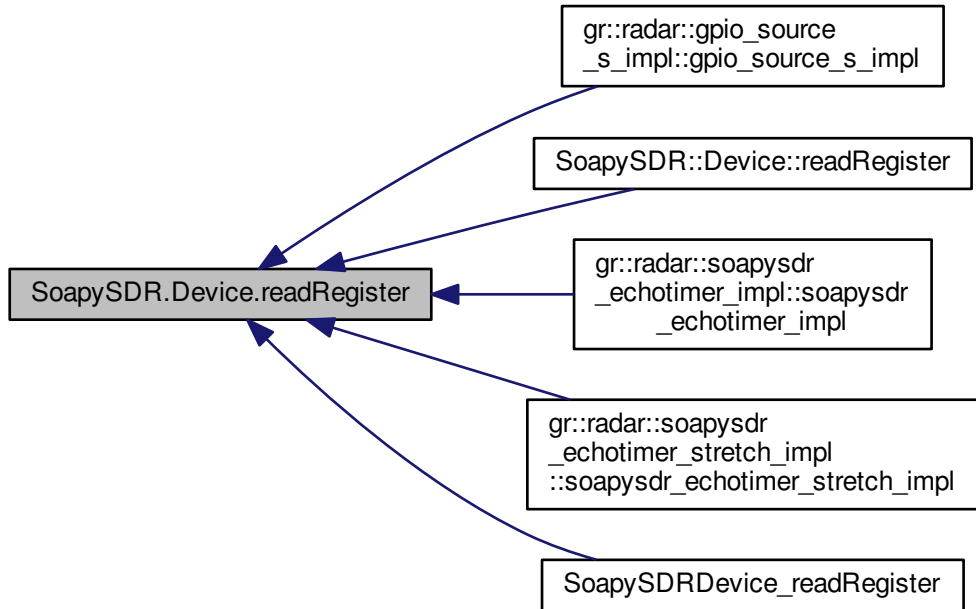 gr::radar::gpio_source
_s_impl::gpio_source_s_impl
SoapySDR::Device::readRegister
SoapySDR.Device.readRegister
gr::radar::soapysdr
_echotimer_impl::soapysdr
_echotimer_impl
gr::radar::soapysdr
_echotimer_stretch_impl
::soapysdr_echotimer_stretch_impl
SoapySDRDevice_readRegister